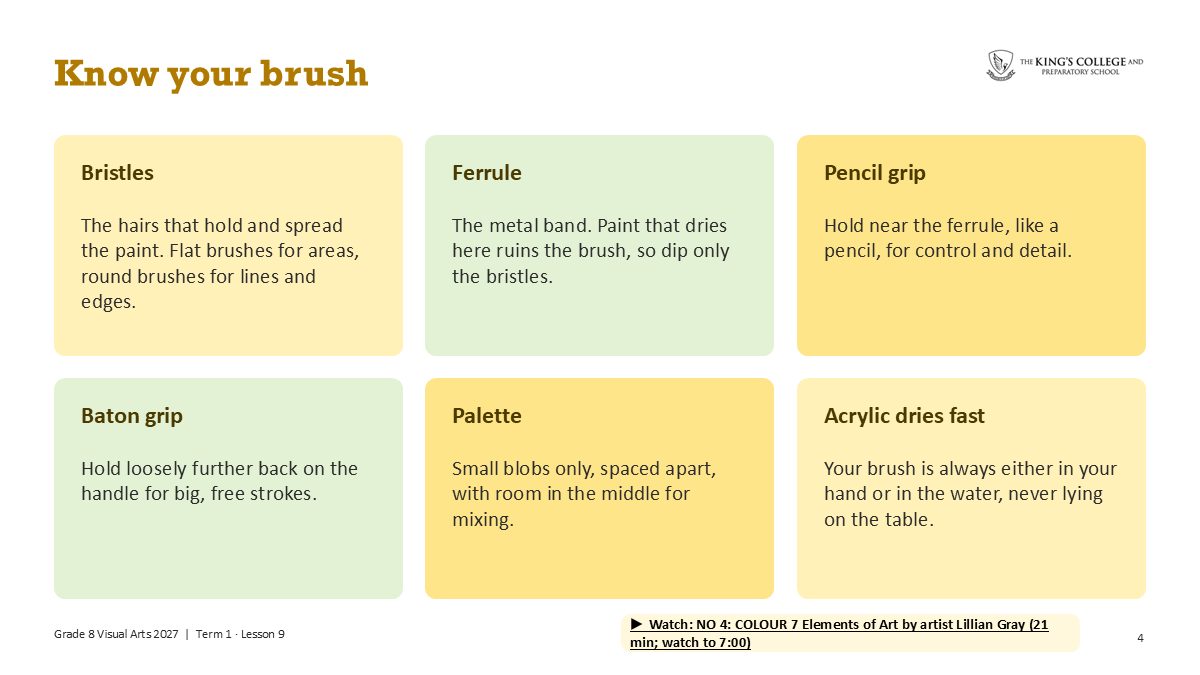 Know your brush
THE KING'S COLLEGE AND
PREPARATORY SCHOOL
Bristles
The hairs that hold and spread
the paint. Flat brushes for areas,
round brushes for lines and
edges.
Ferrule
The metal band. Paint that dries
here ruins the brush, so dip only
the bristles.
Pencil grip
Hold near the ferrule, like a
pencil, for control and detail.
Baton grip
Hold loosely further back on the
handle for big, free strokes.
Palette
Small blobs only, spaced apart,
with room in the middle for
mixing.
Acrylic dries fast
Your brush is always either in your
hand or in the water, never lying
on the table.
Grade 8 Visual Arts 2027 | Term 1 · Lesson 9
▶ Watch: NO 4: COLOUR 7 Elements of Art by artist Lillian Gray (21
min; watch to 7:00)
4